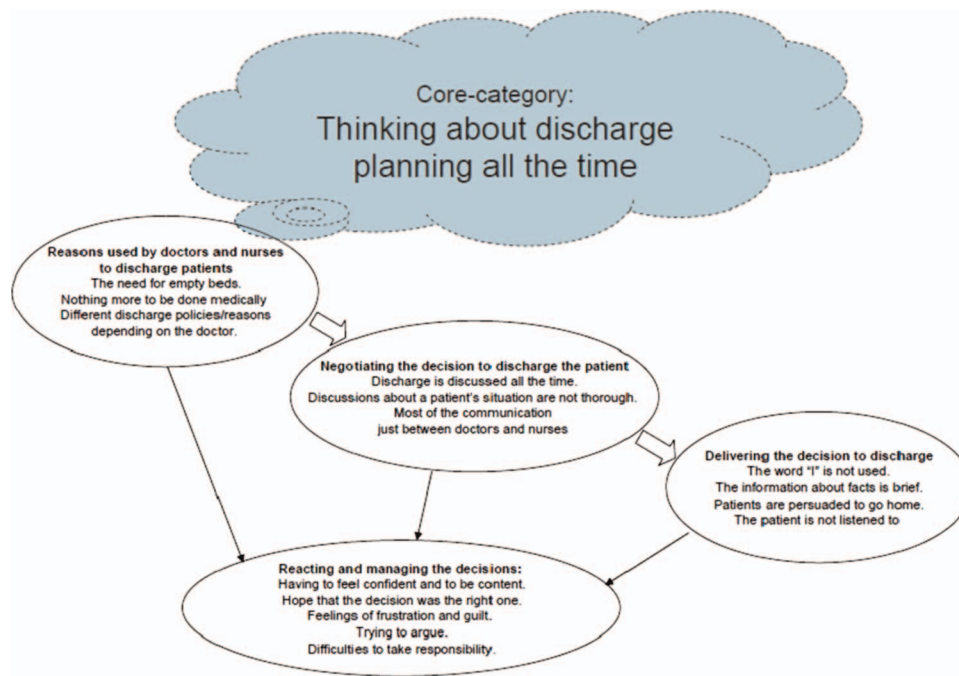 Core-category:
Thinking about discharge
planning all the time
Reasons used by doctors and nurses
to discharge patients
The need for empty beds.
Nothing more to be done medically
Different discharge policies/reasons
depending on the doctor.
Negotiating the decision to discharge the patient
Discharge is discussed all the time.
Discussions about a patient's situation are not thorough.
Most of the communication
just between doctors and nurses
Delivering the decision to discharge
The word "I" is not used.
The information about facts is brief.
Patients are persuaded to go home.
The patient is not listened to
Reacting and managing the decisions:
Having to feel confident and to be content.
Hope that the decision was the right one.
Feelings of frustration and guilt.
Trying to argue.
Difficulties to take responsibility.